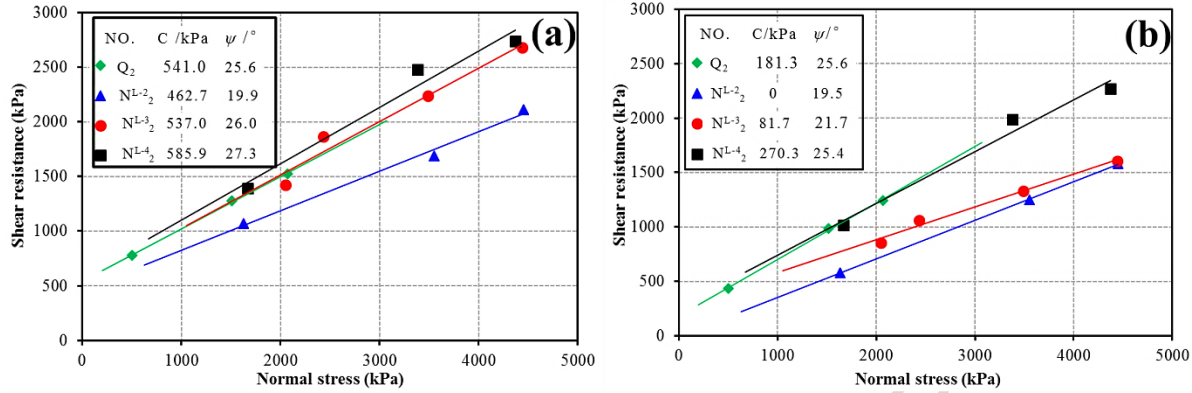 (a)
NO. C /kPa ψ /°
Q₂ 541.0 25.6
Nᴸ⁻²₂ 462.7 19.9
Nᴸ⁻³₂ 537.0 26.0
Nᴸ⁻⁴₂ 585.9 27.3
3000
2500
2000
1500
1000
500
0
Shear resistance (kPa)
0 1000 2000 3000 4000 5000
Normal stress (kPa)
(b)
NO. C/kPa ψ/°
Q₂ 181.3 25.6
Nᴸ⁻²₂ 0 19.5
Nᴸ⁻³₂ 81.7 21.7
Nᴸ⁻⁴₂ 270.3 25.4
3000
2500
2000
1500
1000
500
0
Shear resistance (kPa)
0 1000 2000 3000 4000 5000
Normal stress (kPa)